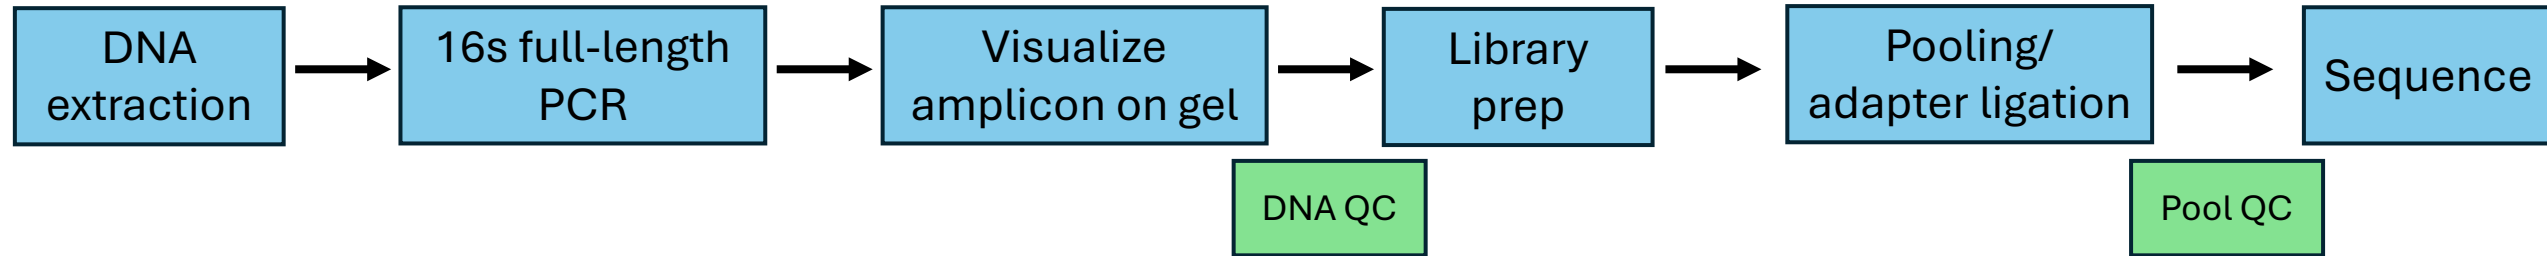 DNA
extraction
16s full-length
PCR
Visualize
amplicon on gel
Library
prep
Pooling/
adapter ligation
Sequence
DNA QC
Pool QC